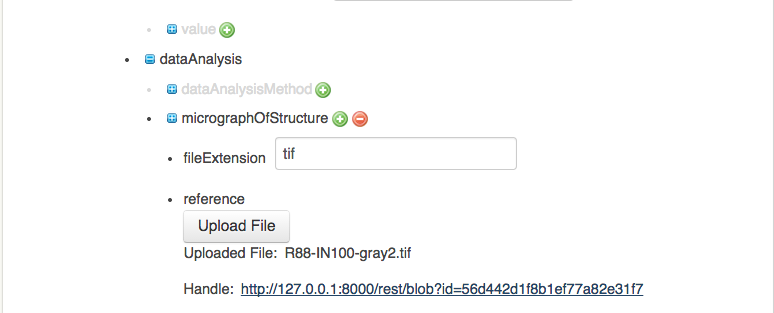 value
dataAnalysis
dataAnalysisMethod
micrographOfStructure
fileExtension tif
reference
Upload File
Uploaded File: R88-IN100-gray2.tif
Handle: http://127.0.0.1:8000/rest/blob?id=56d442d1f8b1ef77a82e31f7